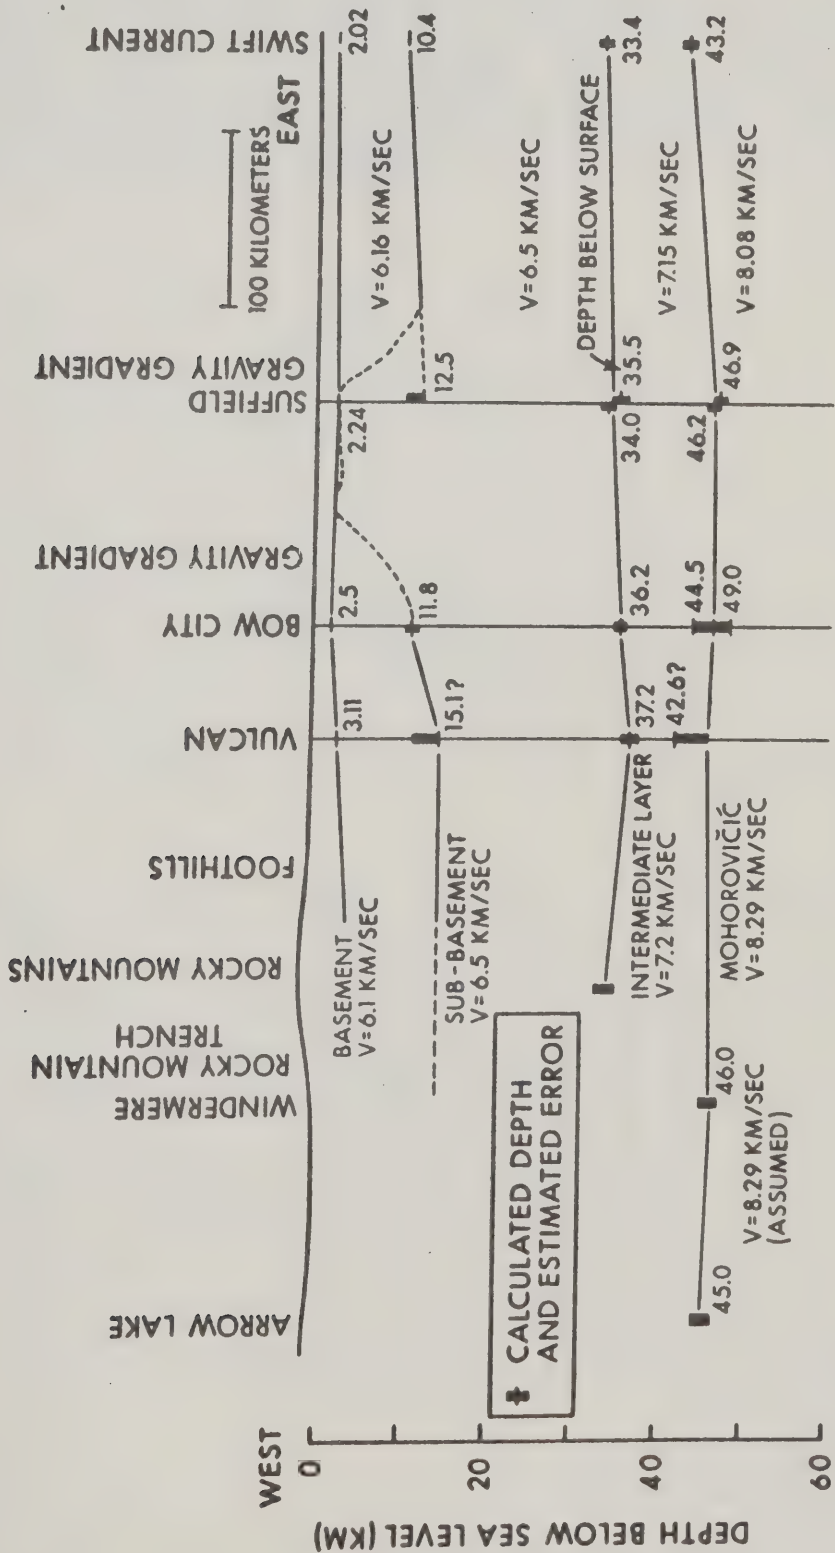 ARROW LAKE
WINDERMERE
ROCKY MOUNTAIN
TRENCH
ROCKY MOUNTAINS
FOOTHILLS
VULCAN
BOW CITY
GRAVITY GRADIENT
SUFFIELD
GRAVITY GRADIENT
SWIFT CURRENT
100 KILOMETERS
WEST
EAST
DEPTH BELOW SEA LEVEL (KM)
0
20
40
60
3.11
2.5
2.24
2.02
BASEMENT
V=6.1 KM/SEC
V=6.16 KM/SEC
15.1?
11.8
12.5
10.4
SUB-BASEMENT
V=6.5 KM/SEC
V=6.5 KM/SEC
CALCULATED DEPTH
AND ESTIMATED ERROR
DEPTH BELOW SURFACE
37.2
36.2
34.0
35.5
33.4
INTERMEDIATE LAYER
V=7.2 KM/SEC
V=7.15 KM/SEC
42.6?
44.5
49.0
46.2
46.9
43.2
45.0
46.0
V=8.29 KM/SEC
(ASSUMED)
MOHOROVIČIĆ
V=8.29 KM/SEC
V=8.08 KM/SEC